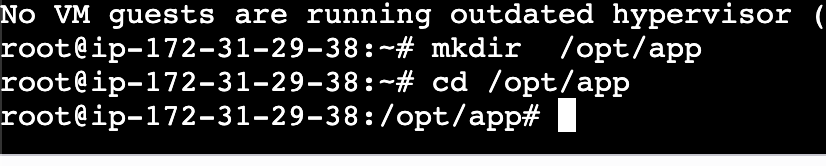 No VM guests are running outdated hypervisor (
root@ip-172-31-29-38:~# mkdir  /opt/app
root@ip-172-31-29-38:~# cd /opt/app
root@ip-172-31-29-38:/opt/app#